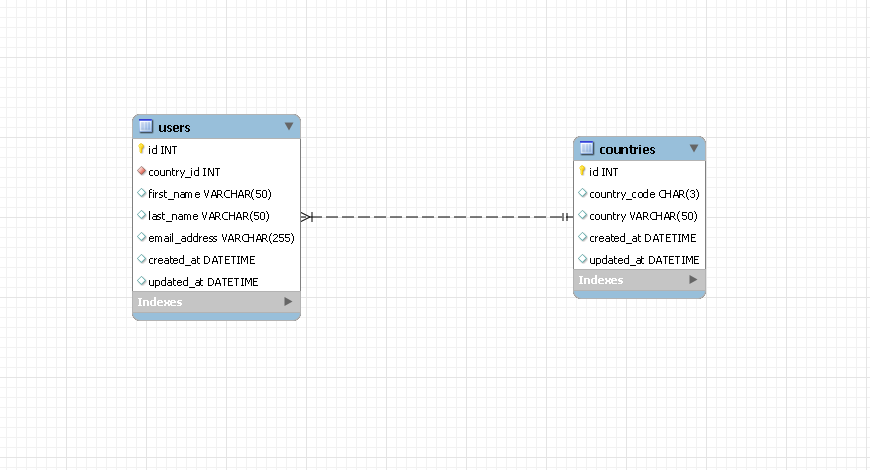 users
id INT
country_id INT
first_name VARCHAR(50)
last_name VARCHAR(50)
email_address VARCHAR(255)
created_at DATETIME
updated_at DATETIME
Indexes
countries
id INT
country_code CHAR(3)
country VARCHAR(50)
created_at DATETIME
updated_at DATETIME
Indexes